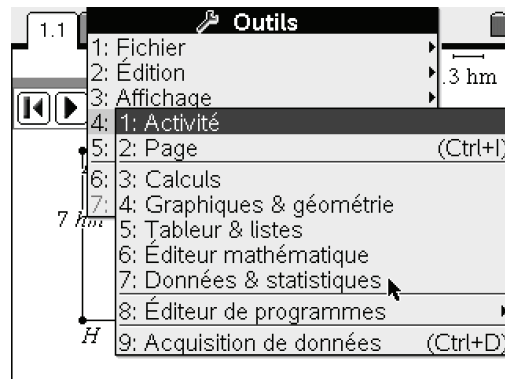 1.1
Outils
1: Fichier
2: Édition
3: Affichage
.3 hm
4: 1: Activité
5: 2: Page (Ctrl+I)
6: 3: Calculs
7: 4: Graphiques & géométrie
7 hm
5: Tableur & listes
6: Éditeur mathématique
7: Données & statistiques
8: Éditeur de programmes
H
9: Acquisition de données (Ctrl+D)